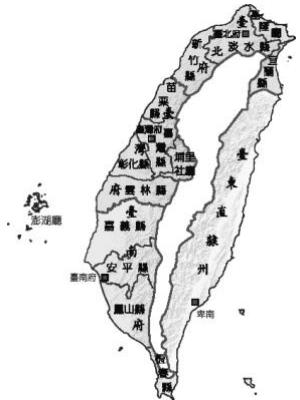 基隆廳
臺北府
臺北府
淡水縣
宜蘭縣
新竹縣
苗栗縣
臺灣府
臺灣府
臺灣縣
彰化縣
埔里社廳
雲林縣
臺東直隸州
澎湖廳
嘉義縣
臺南府
安平縣
臺南府
卑南
鳳山縣
恆春縣